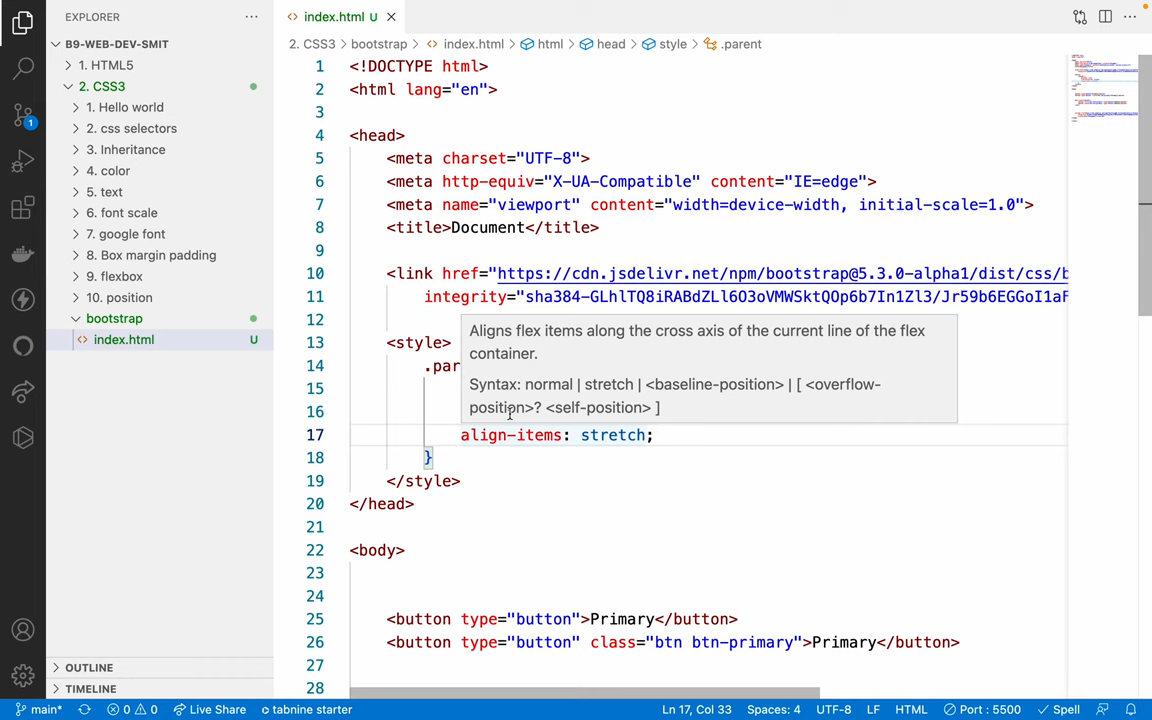 EXPLORER
B9-WEB-DEV-SMIT
1. HTML5
2. CSS3
1. Hello world
2. css selectors
3. Inheritance
4. color
5. text
6. font scale
7. google font
8. Box margin padding
9. flexbox
10. position
bootstrap
<> index.html U
OUTLINE
TIMELINE
1
<> index.html U ×
2. CSS3 > bootstrap > <> index.html > html > head > style > .parent
1 <!DOCTYPE html>
2 <html lang="en">
3
4 <head>
5 <meta charset="UTF-8">
6 <meta http-equiv="X-UA-Compatible" content="IE=edge">
7 <meta name="viewport" content="width=device-width, initial-scale=1.0">
8 <title>Document</title>
9
10 <link href="https://cdn.jsdelivr.net/npm/bootstrap@5.3.0-alpha1/dist/css/b
11 integrity="sha384-GLhlTQ8iRABdZLl6O3oVMWSktQOp6b7In1Zl3/Jr59b6EGGoI1aF
12
13 <style>
14 .par
15
16
Aligns flex items along the cross axis of the current line of the flex
container.
Syntax: normal | stretch | <baseline-position> | [ <overflow-
position>? <self-position> ]
17 align-items: stretch;
18 }
19 </style>
20 </head>
21
22 <body>
23
24
25 <button type="button">Primary</button>
26 <button type="button" class="btn btn-primary">Primary</button>
27
28
main* 0 0 Live Share tabnine starter Ln 17, Col 33 Spaces: 4 UTF-8 LF HTML Port : 5500 Spell